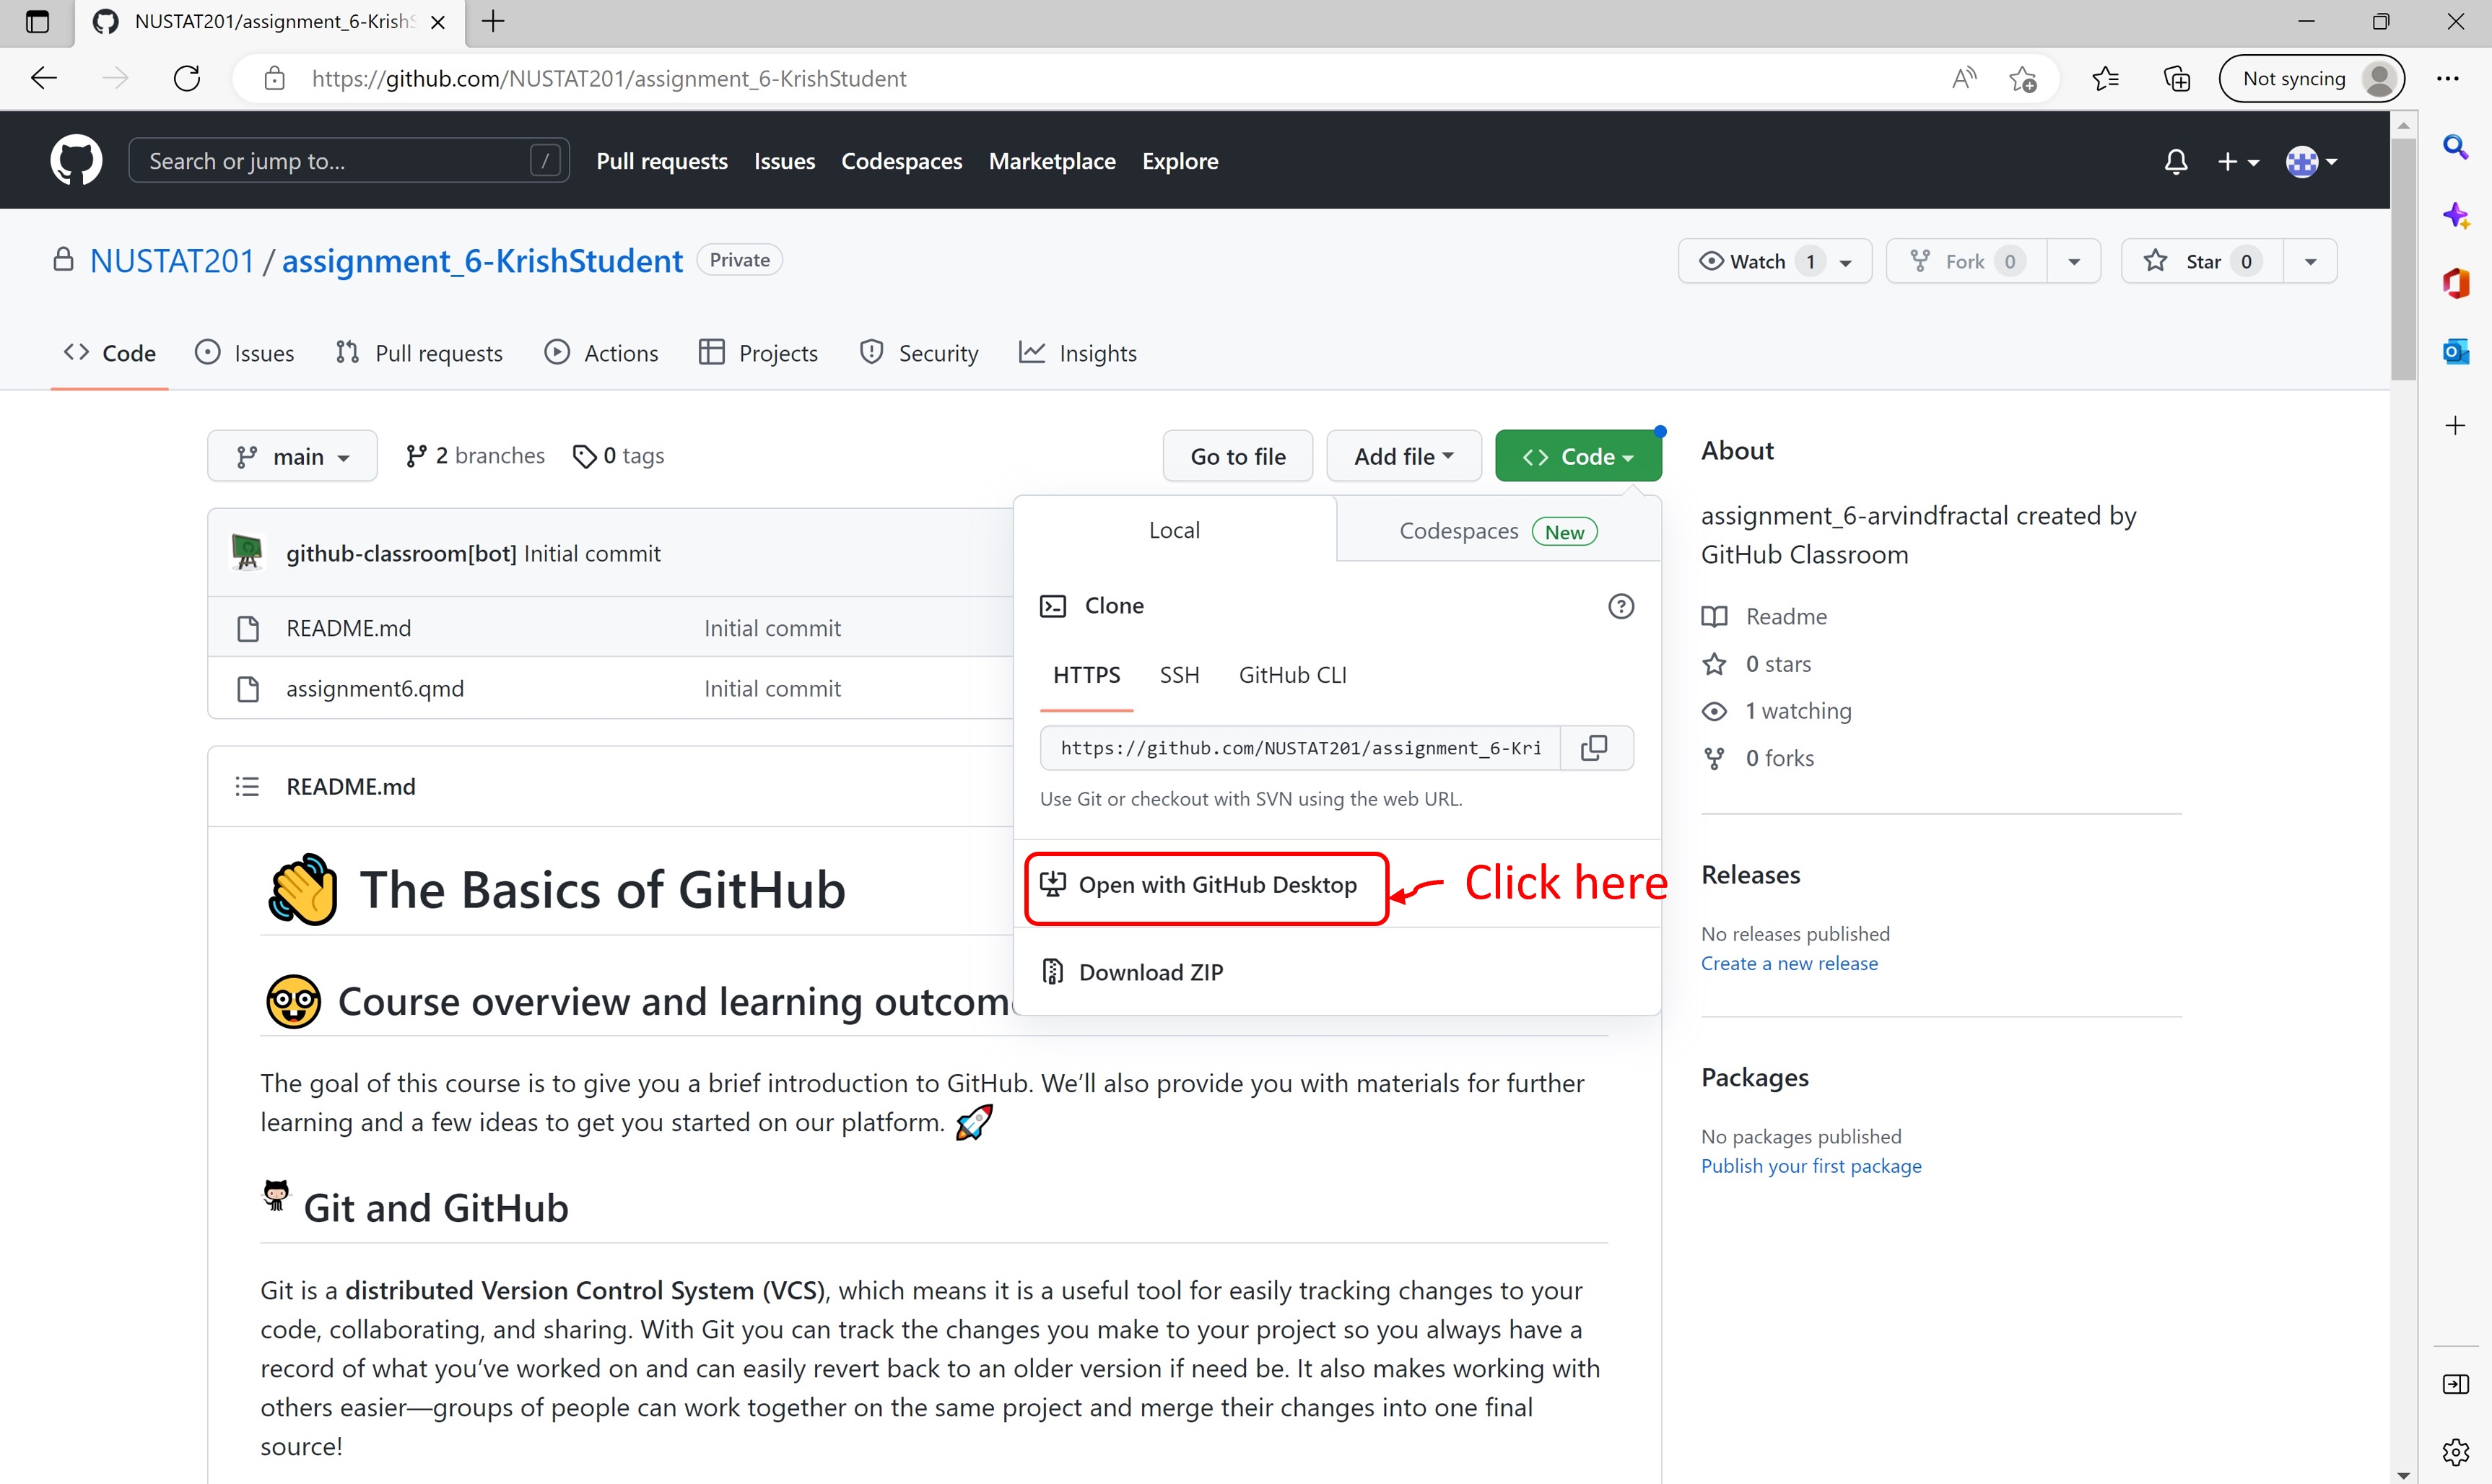 NUSTAT201/assignment_6-KrishS
https://github.com/NUSTAT201/assignment_6-KrishStudent
Not syncing
Search or jump to...
/
Pull requests
Issues
Codespaces
Marketplace
Explore
NUSTAT201 / assignment_6-KrishStudent
Private
Watch 1
Fork 0
Star 0
Code
Issues
Pull requests
Actions
Projects
Security
Insights
main
2 branches
0 tags
Go to file
Add file
Code
github-classroom[bot] Initial commit
README.md
Initial commit
assignment6.qmd
Initial commit
Local
Codespaces
New
Clone
HTTPS
SSH
GitHub CLI
https://github.com/NUSTAT201/assignment_6-Kri
Use Git or checkout with SVN using the web URL.
Open with GitHub Desktop
Click here
Download ZIP
README.md
The Basics of GitHub
Course overview and learning outcom
The goal of this course is to give you a brief introduction to GitHub. We’ll also provide you with materials for further
learning and a few ideas to get you started on our platform.
Git and GitHub
Git is a distributed Version Control System (VCS), which means it is a useful tool for easily tracking changes to your
code, collaborating, and sharing. With Git you can track the changes you make to your project so you always have a
record of what you’ve worked on and can easily revert back to an older version if need be. It also makes working with
others easier—groups of people can work together on the same project and merge their changes into one final
source!
About
assignment_6-arvindfractal created by
GitHub Classroom
Readme
0 stars
1 watching
0 forks
Releases
No releases published
Create a new release
Packages
No packages published
Publish your first package